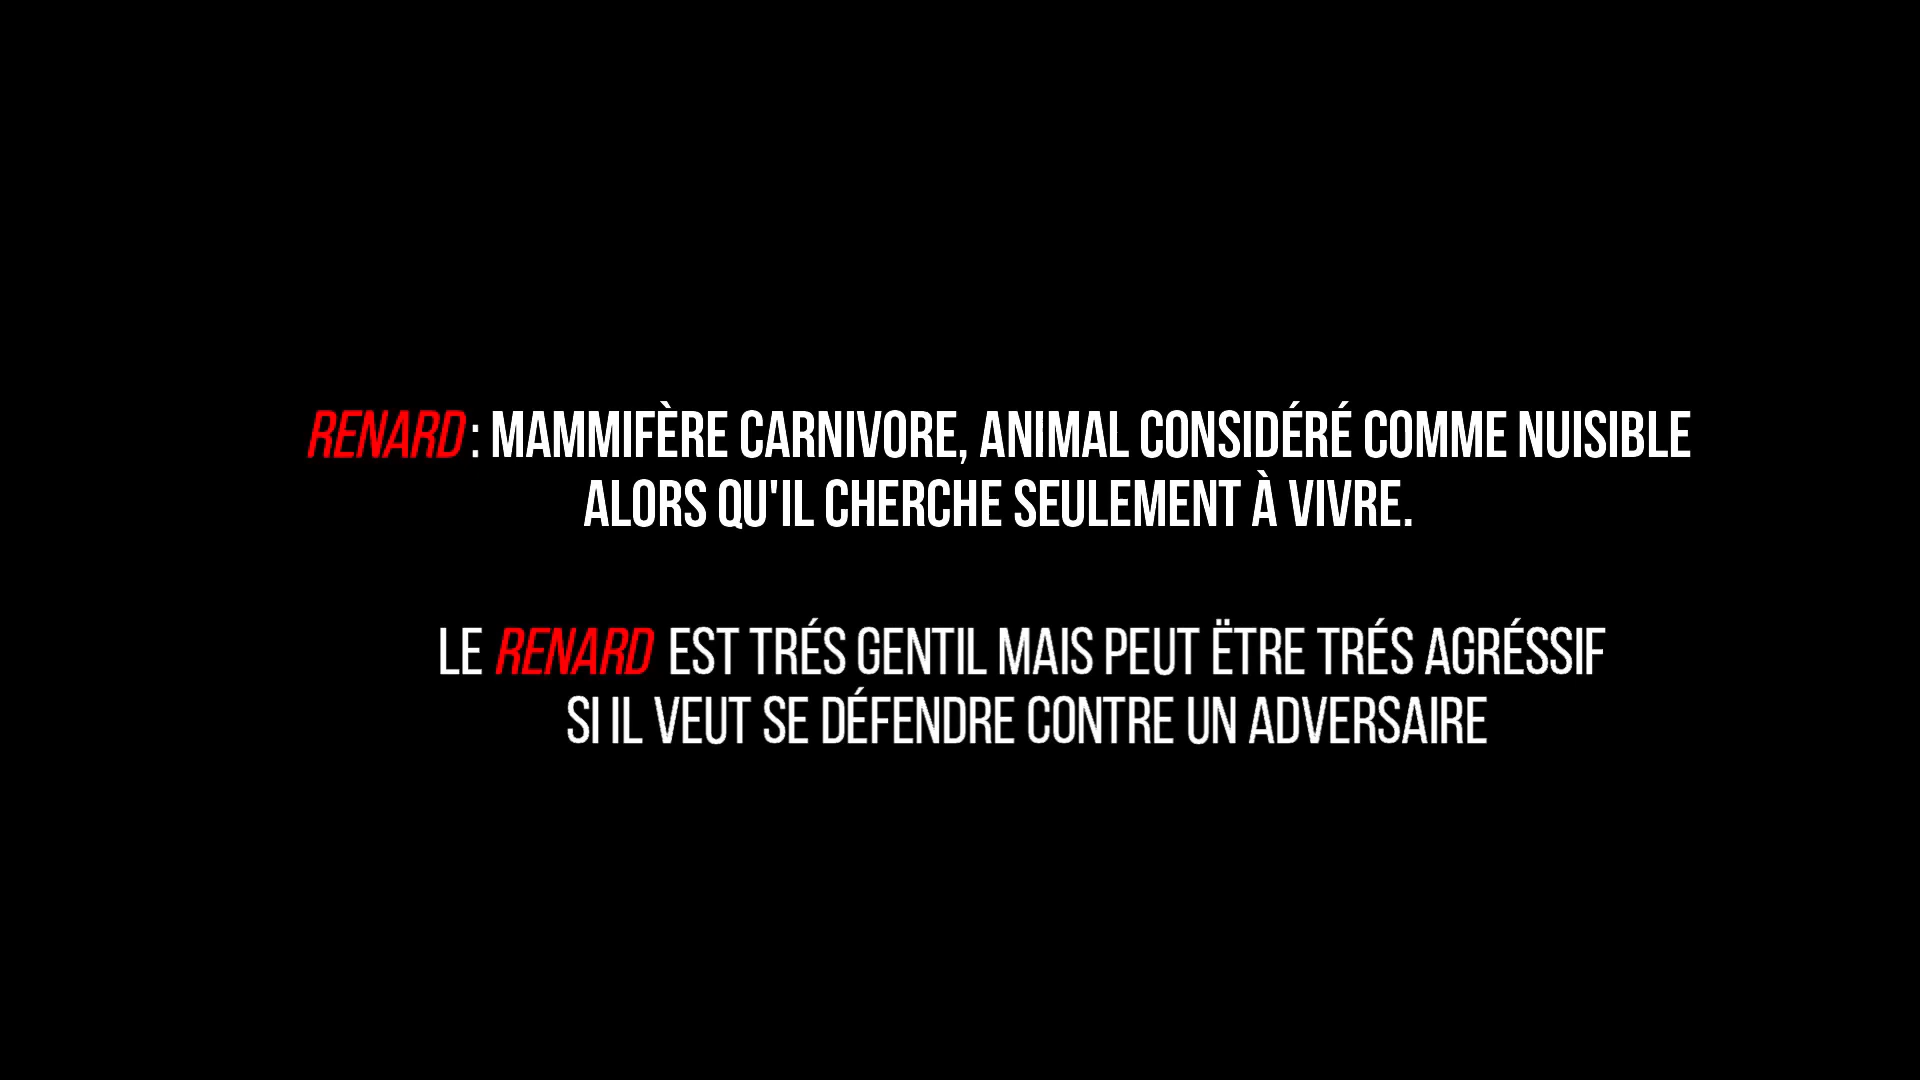 RENARD : MAMMIFÈRE CARNIVORE, ANIMAL CONSIDÉRÉ COMME NUISIBLE
ALORS QU'IL CHERCHE SEULEMENT À VIVRE.
LE RENARD EST TRÉS GENTIL MAIS PEUT ËTRE TRÉS AGRÉSSIF
SI IL VEUT SE DÉFENDRE CONTRE UN ADVERSAIRE